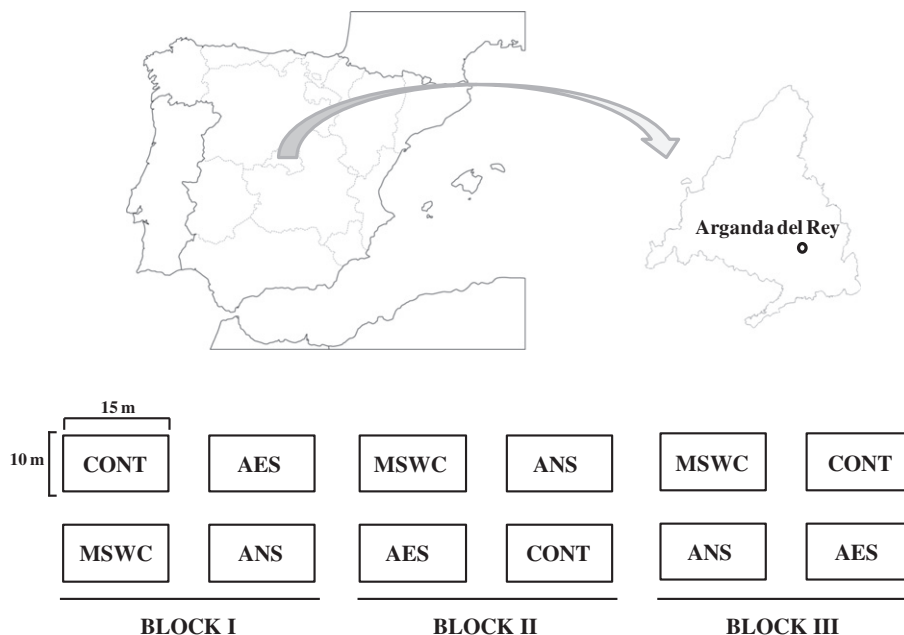 Arganda del Rey
15 m
10 m
CONT AES MSWC ANS MSWC CONT
MSWC ANS AES CONT ANS AES
BLOCK I BLOCK II BLOCK III